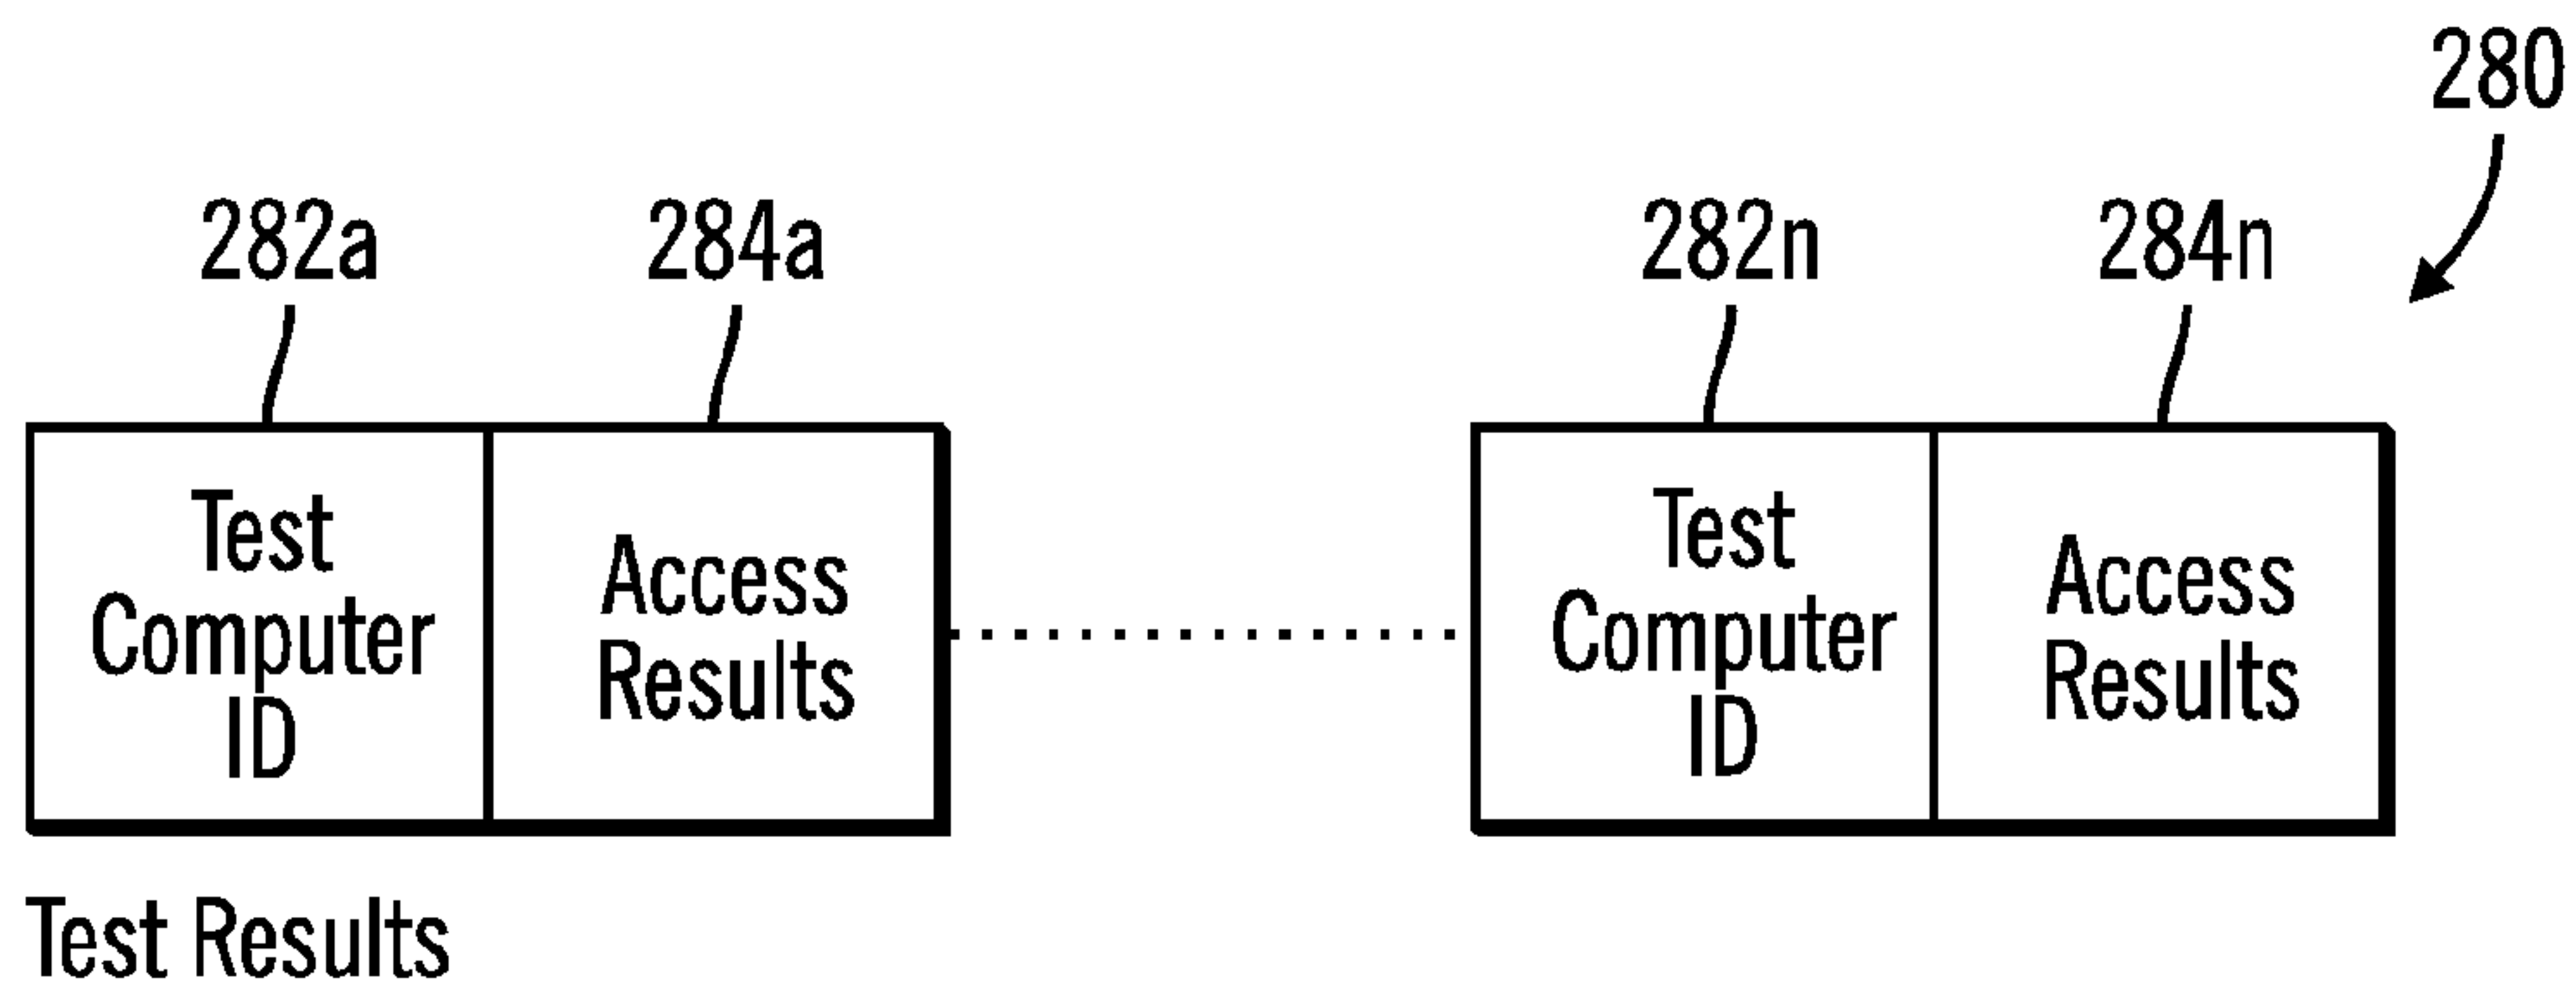 280
282a 284a 282n 284n
Test
Computer
ID
Access
Results
Test
Computer
ID
Access
Results
Test Results